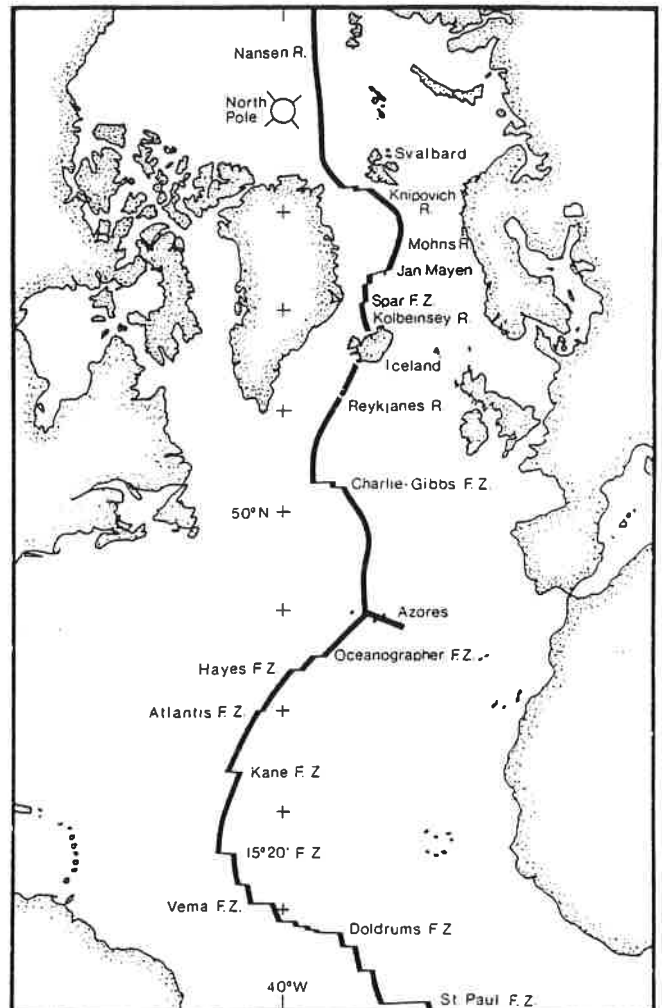 Nansen R.
North
Pole
Svalbard
Knipovich
R.
Mohns R
Jan Mayen
Spar F. Z.
Kolbeinsey R.
Iceland
Reykjanes R
Charlie-Gibbs F. Z.
50°N
Azores
Oceanographer F. Z.
Hayes F Z
Atlantis F. Z.
Kane F. Z
15°20' F Z
Vema F. Z.
Doldrums F Z
40°W
St Paul F Z